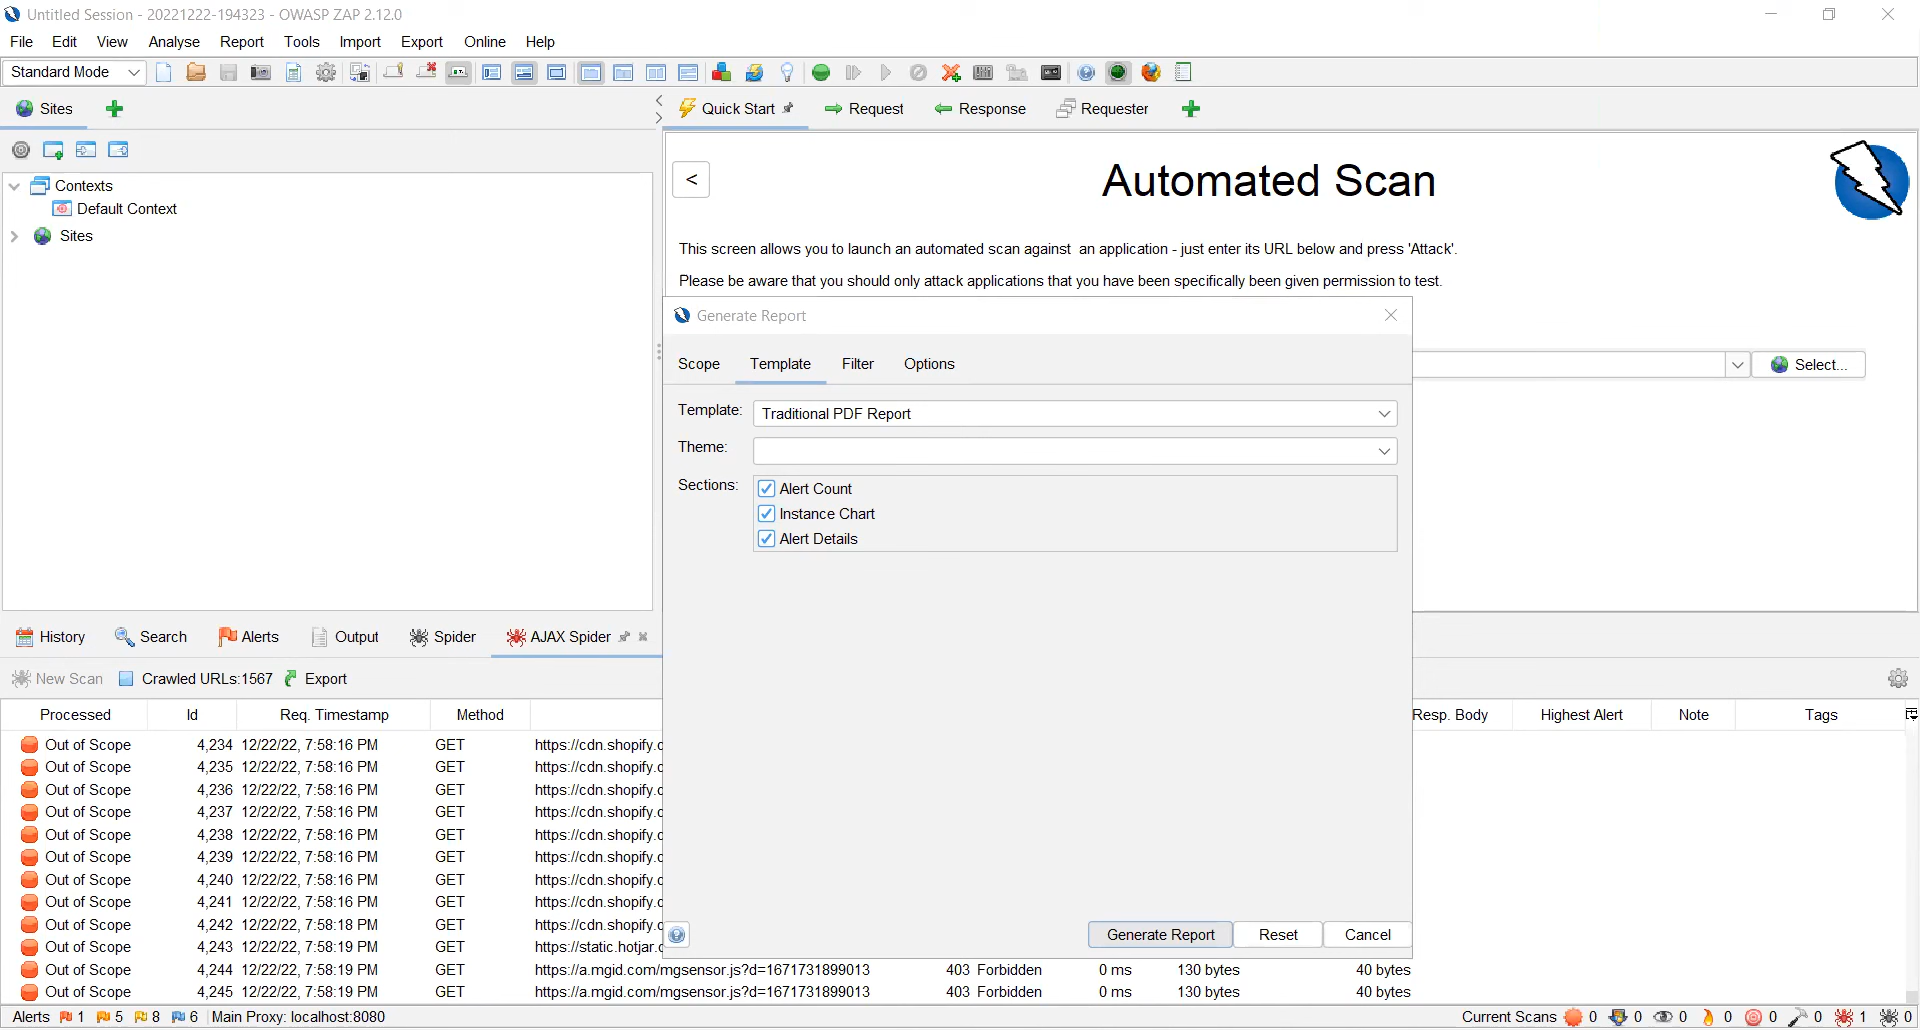 Untitled Session - 20221222-194323 - OWASP ZAP 2.12.0
File Edit View Analyse Report Tools Import Export Online Help
Standard Mode
Sites
Quick Start Request Response Requester
<
Automated Scan
Contexts
Default Context
Sites
This screen allows you to launch an automated scan against  an application - just enter its URL below and press 'Attack'.
Please be aware that you should only attack applications that you have been specifically been given permission to test.
Generate Report
Scope Template Filter Options
Select...
Template: Traditional PDF Report
Theme:
Sections: Alert Count
Instance Chart
Alert Details
Generate Report Reset Cancel
History Search Alerts Output Spider AJAX Spider
New Scan Crawled URLs:1567 Export
Processed Id Req. Timestamp Method Resp. Body Highest Alert Note Tags
Out of Scope 4,234 12/22/22, 7:58:16 PM GET https://cdn.shopify.c
Out of Scope 4,235 12/22/22, 7:58:16 PM GET https://cdn.shopify.c
Out of Scope 4,236 12/22/22, 7:58:16 PM GET https://cdn.shopify.c
Out of Scope 4,237 12/22/22, 7:58:16 PM GET https://cdn.shopify.c
Out of Scope 4,238 12/22/22, 7:58:16 PM GET https://cdn.shopify.c
Out of Scope 4,239 12/22/22, 7:58:16 PM GET https://cdn.shopify.c
Out of Scope 4,240 12/22/22, 7:58:16 PM GET https://cdn.shopify.c
Out of Scope 4,241 12/22/22, 7:58:16 PM GET https://cdn.shopify.c
Out of Scope 4,242 12/22/22, 7:58:18 PM GET https://cdn.shopify.c
Out of Scope 4,243 12/22/22, 7:58:19 PM GET https://static.hotjar.c
Out of Scope 4,244 12/22/22, 7:58:19 PM GET https://a.mgid.com/mgsensor.js?d=1671731899013 403 Forbidden 0 ms 130 bytes 40 bytes
Out of Scope 4,245 12/22/22, 7:58:19 PM GET https://a.mgid.com/mgsensor.js?d=1671731899013 403 Forbidden 0 ms 130 bytes 40 bytes
Alerts 1 5 8 6 Main Proxy: localhost:8080 Current Scans 0 0 0 0 0 0 1 0